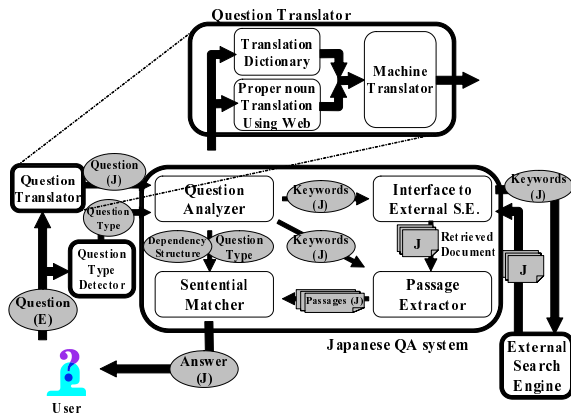 Question Translator
Translation
Dictionary
Proper noun
Translation
Using Web
Machine
Translator
Question
(J)
Question
Translator
Question
Type
Question
Type
Detector
Question
(E)
User
Question
Analyzer
Keywords
(J)
Interface to
External S.E.
Keywords
(J)
Dependency
Structure
Question
Type
Keywords
(J)
J
Retrieved
Document
J
Sentential
Matcher
Passages (J)
Passage
Extractor
Answer
(J)
Japanese QA system
External
Search
Engine
?